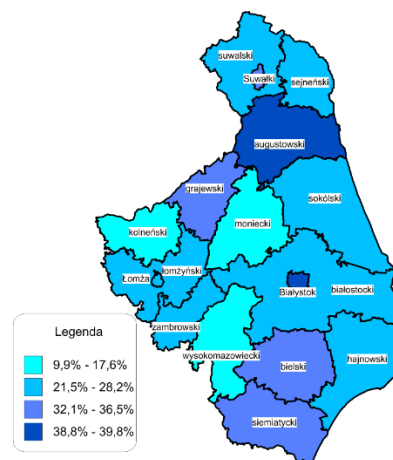 suwalski
Suwałki
sejneński
augustowski
grajewski
sokólski
kolneński
moniecki
łomżyński
Łomża
Białystok
białostocki
zambrowski
wysokomazowiecki
bielski
hajnowski
siemiatycki
Legenda
9,9% - 17,6%
21,5% - 28,2%
32,1% - 36,5%
38,8% - 39,8%